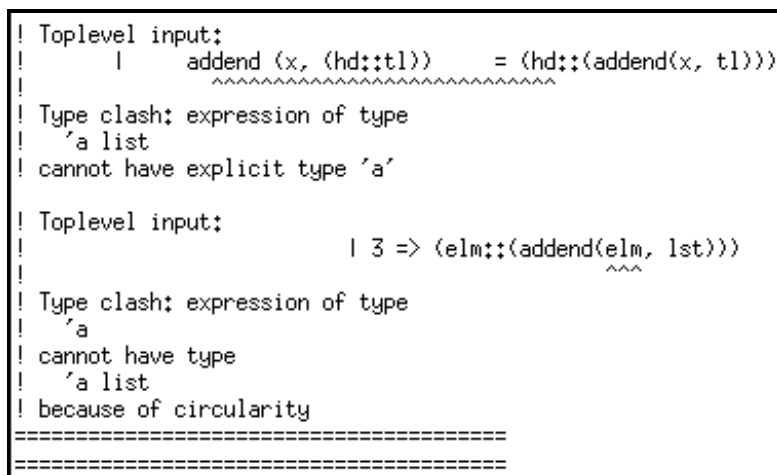 ! Toplevel input:
!       |     addend (x, (hd::tl))     = (hd::(addend(x, tl)))
!             ^^^^^^^^^^^^^^^^^^^^^^^^^^^^
! Type clash: expression of type
!   'a list
! cannot have explicit type 'a'

! Toplevel input:
!                          | 3 => (elm::(addend(elm, lst)))
!                                               ^^^
! Type clash: expression of type
!   'a
! cannot have type
!   'a list
! because of circularity
========================================
========================================